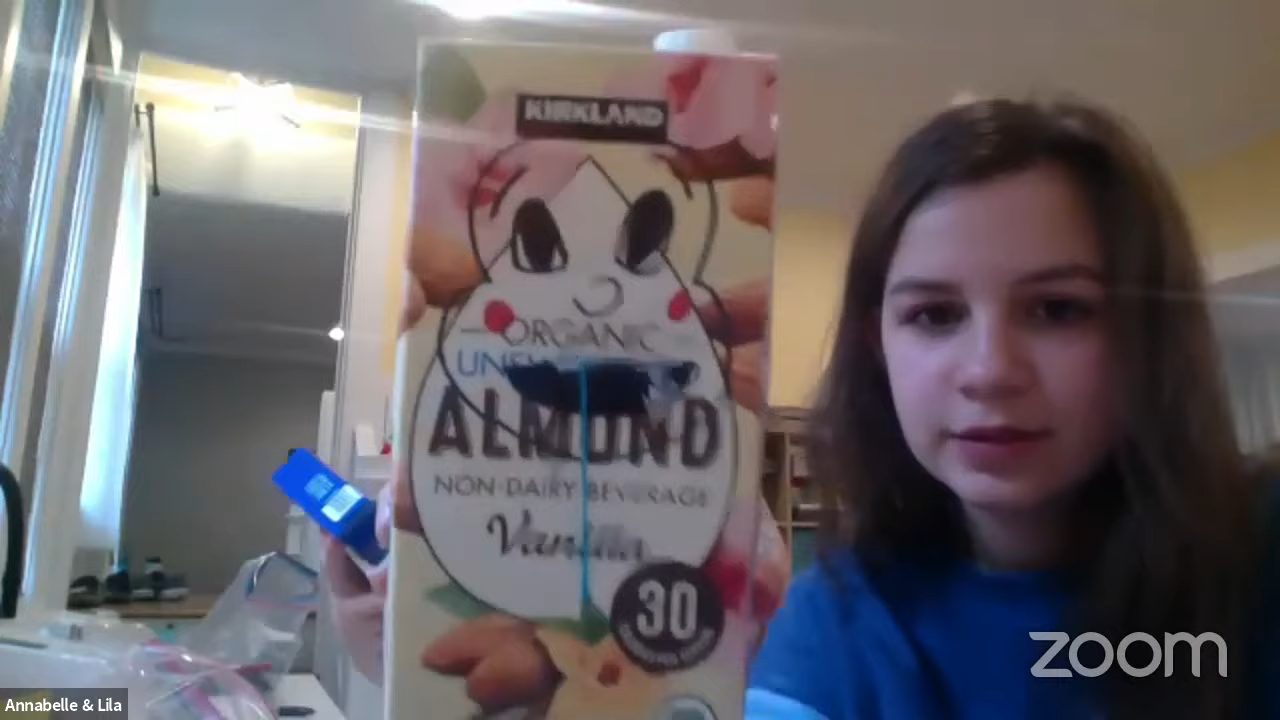 KIRKLAND
ORGANIC
ALMOND
NON-DAIRY BEVERAGE
Vanilla
30
zoom
Annabelle & Lila